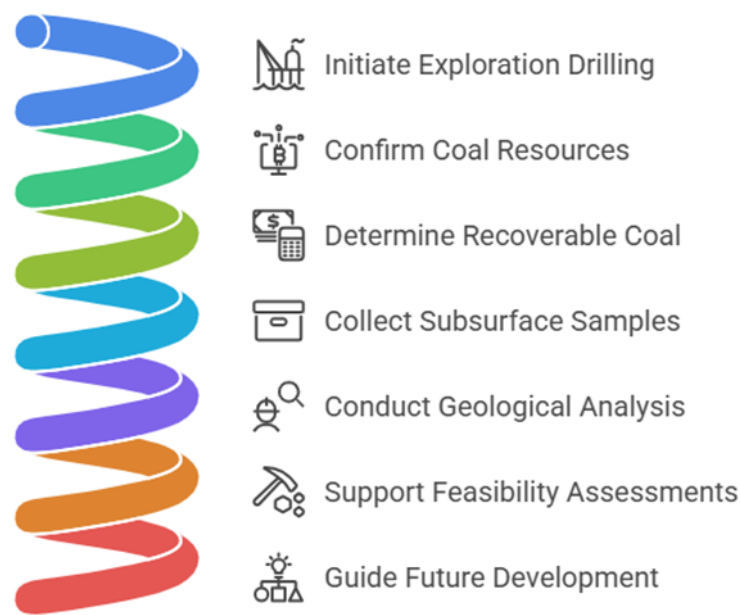 Initiate Exploration Drilling
Confirm Coal Resources
Determine Recoverable Coal
Collect Subsurface Samples
Conduct Geological Analysis
Support Feasibility Assessments
Guide Future Development